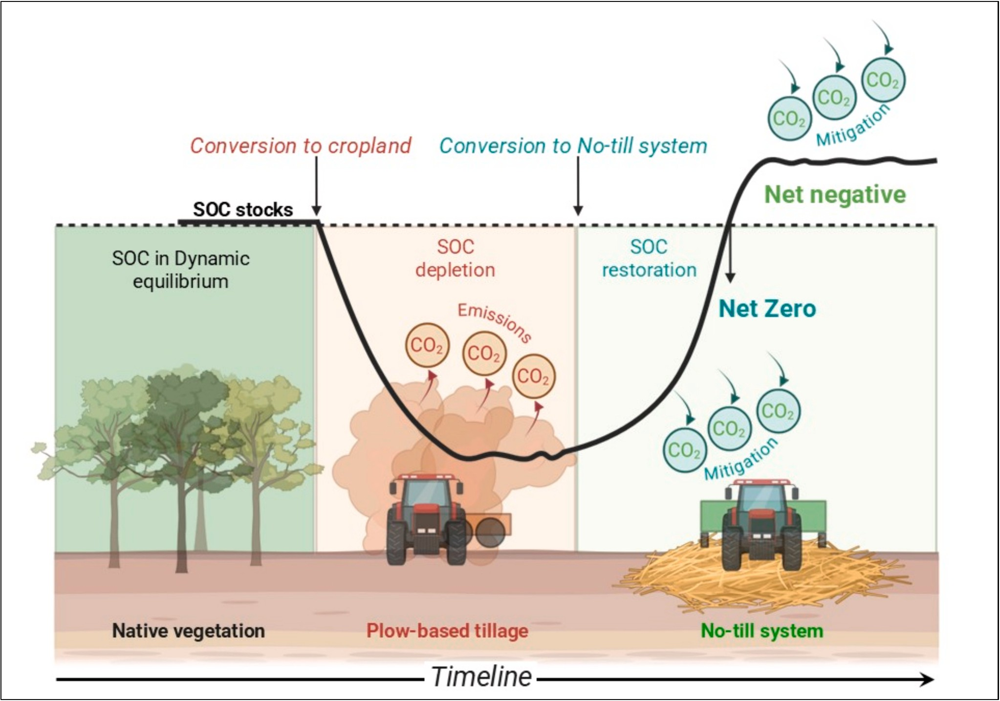 CO₂
CO₂
CO₂
Mitigation
Conversion to cropland
Conversion to No-till system
Net negative
SOC stocks
SOC in Dynamic
equilibrium
SOC
depletion
SOC
restoration
Net Zero
Emissions
CO₂
CO₂
CO₂
CO₂
CO₂
CO₂
Mitigation
Native vegetation
Plow-based tillage
No-till system
Timeline